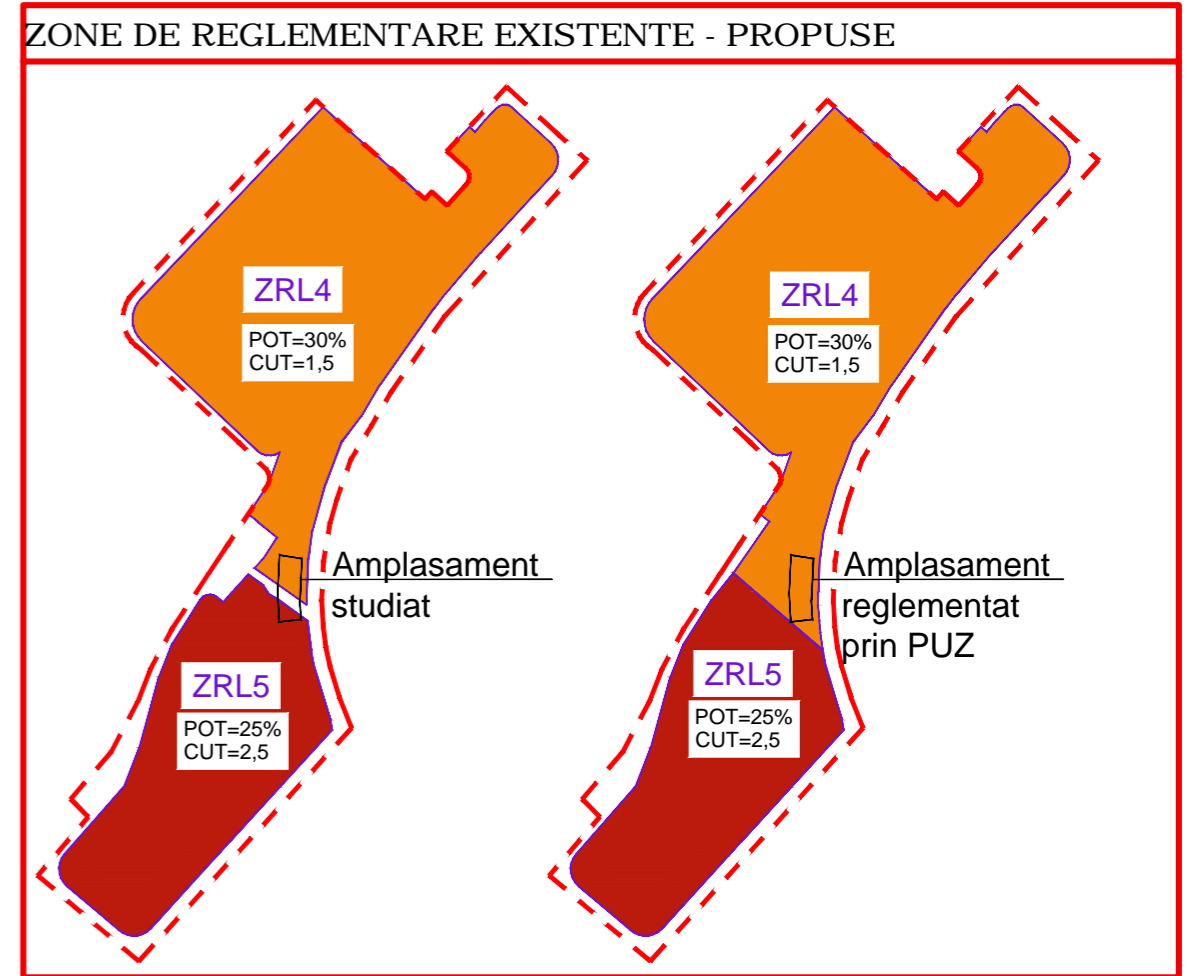 ZONE DE REGLEMENTARE EXISTENTE - PROPUSE
ZRL4
POT=30%
CUT=1,5
Amplasament
studiat
ZRL5
POT=25%
CUT=2,5
ZRL4
POT=30%
CUT=1,5
Amplasament
reglementat
prin PUZ
ZRL5
POT=25%
CUT=2,5